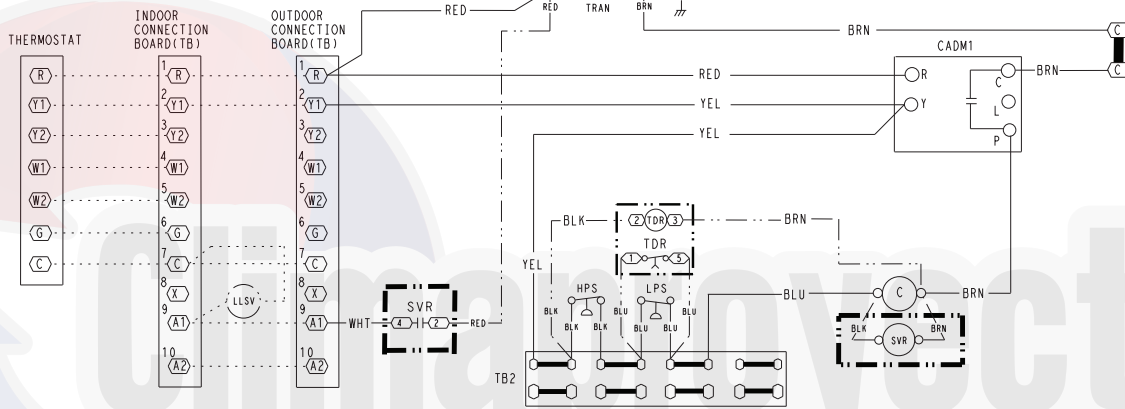 RED
RED
TRAN
BRN
BRN
C
C
THERMOSTAT
INDOOR
CONNECTION
BOARD(TB)
OUTDOOR
CONNECTION
BOARD(TB)
CADM1
R
Y1
Y2
W1
W2
G
C
1 R
2 Y1
3 Y2
4 W1
5 W2
6 G
7 C
8 X
9 A1
10 A2
LLSV
1 R
2 Y1
3 Y2
4 W1
5 W2
6 G
7 C
8 X
9 A1
10 A2
RED
YEL
YEL
R
Y
C
L
P
BRN
WHT
SVR
4
2
RED
YEL
BLK
2 TDR 3
TDR
1
5
BRN
HPS
LPS
BLK
BLK
BLK
BLU
BLU
BLU
BLU
BLU
C
BRN
BLK
BRN
SVR
TB2
Climaprovect